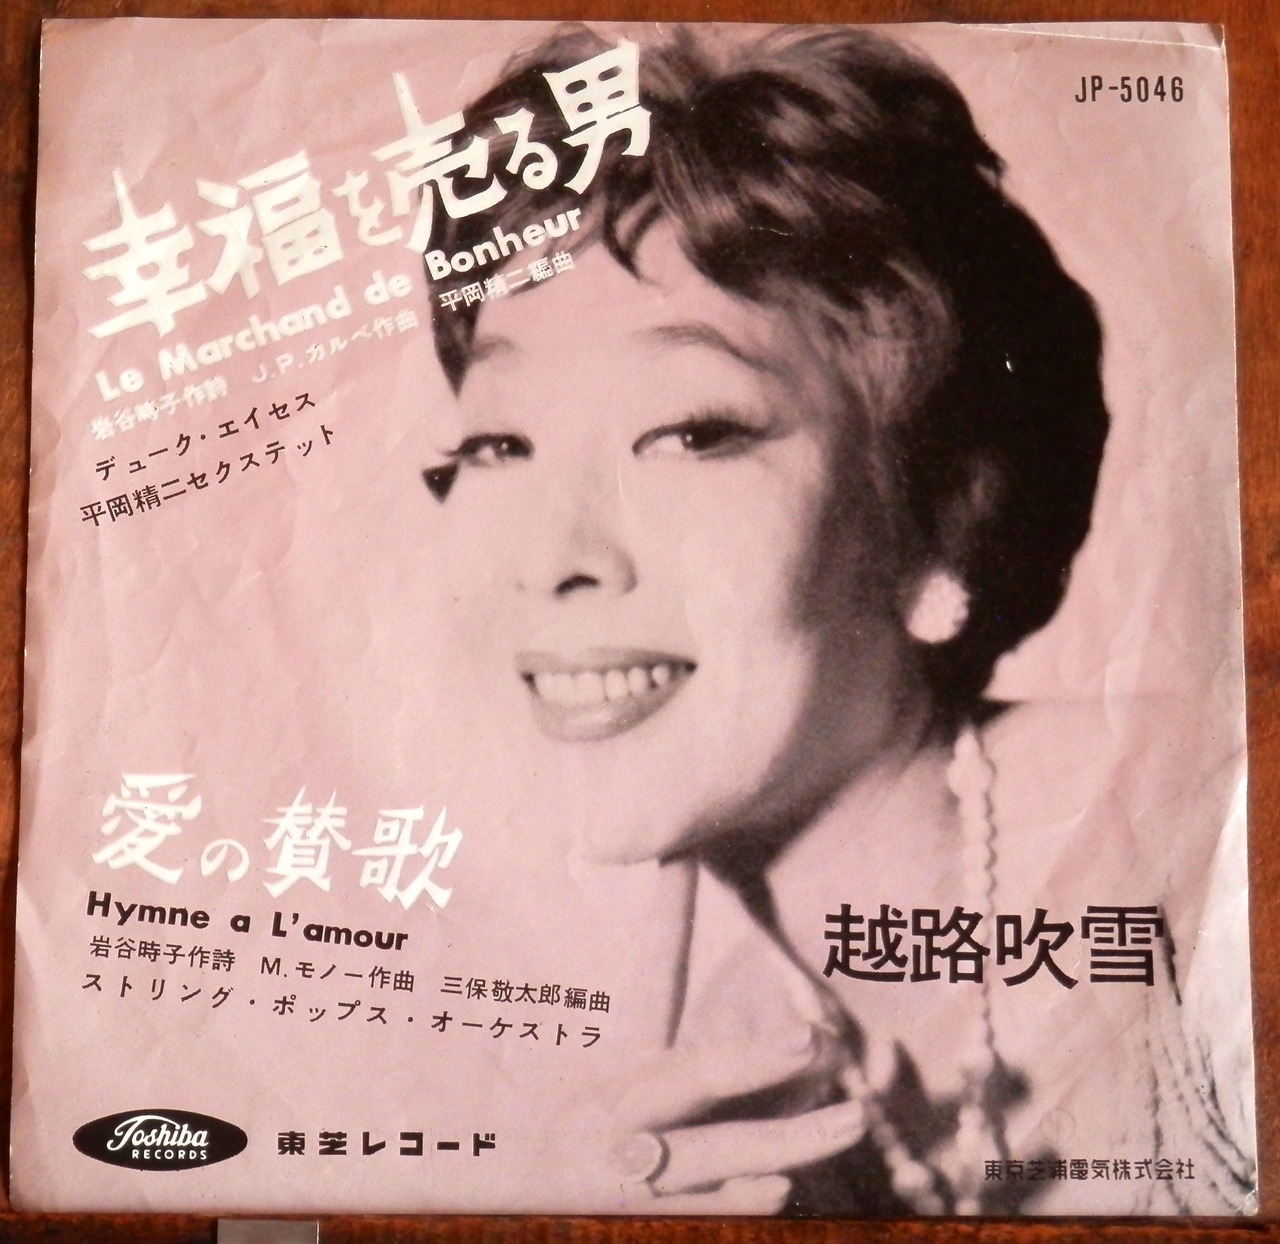 JP-5046
幸福を売る男
Le Marchand de Bonheur
岩谷時子作詩 J.P.カルベ作曲 平岡精二編曲
デューク・エイセス
平岡精二セクステット
愛の賛歌
Hymne a L'amour
岩谷時子作詩 M.モノー作曲 三保敬太郎編曲
ストリング・ポップス・オーケストラ
越路吹雪
Toshiba
RECORDS
東芝レコード
東京芝浦電気株式会社